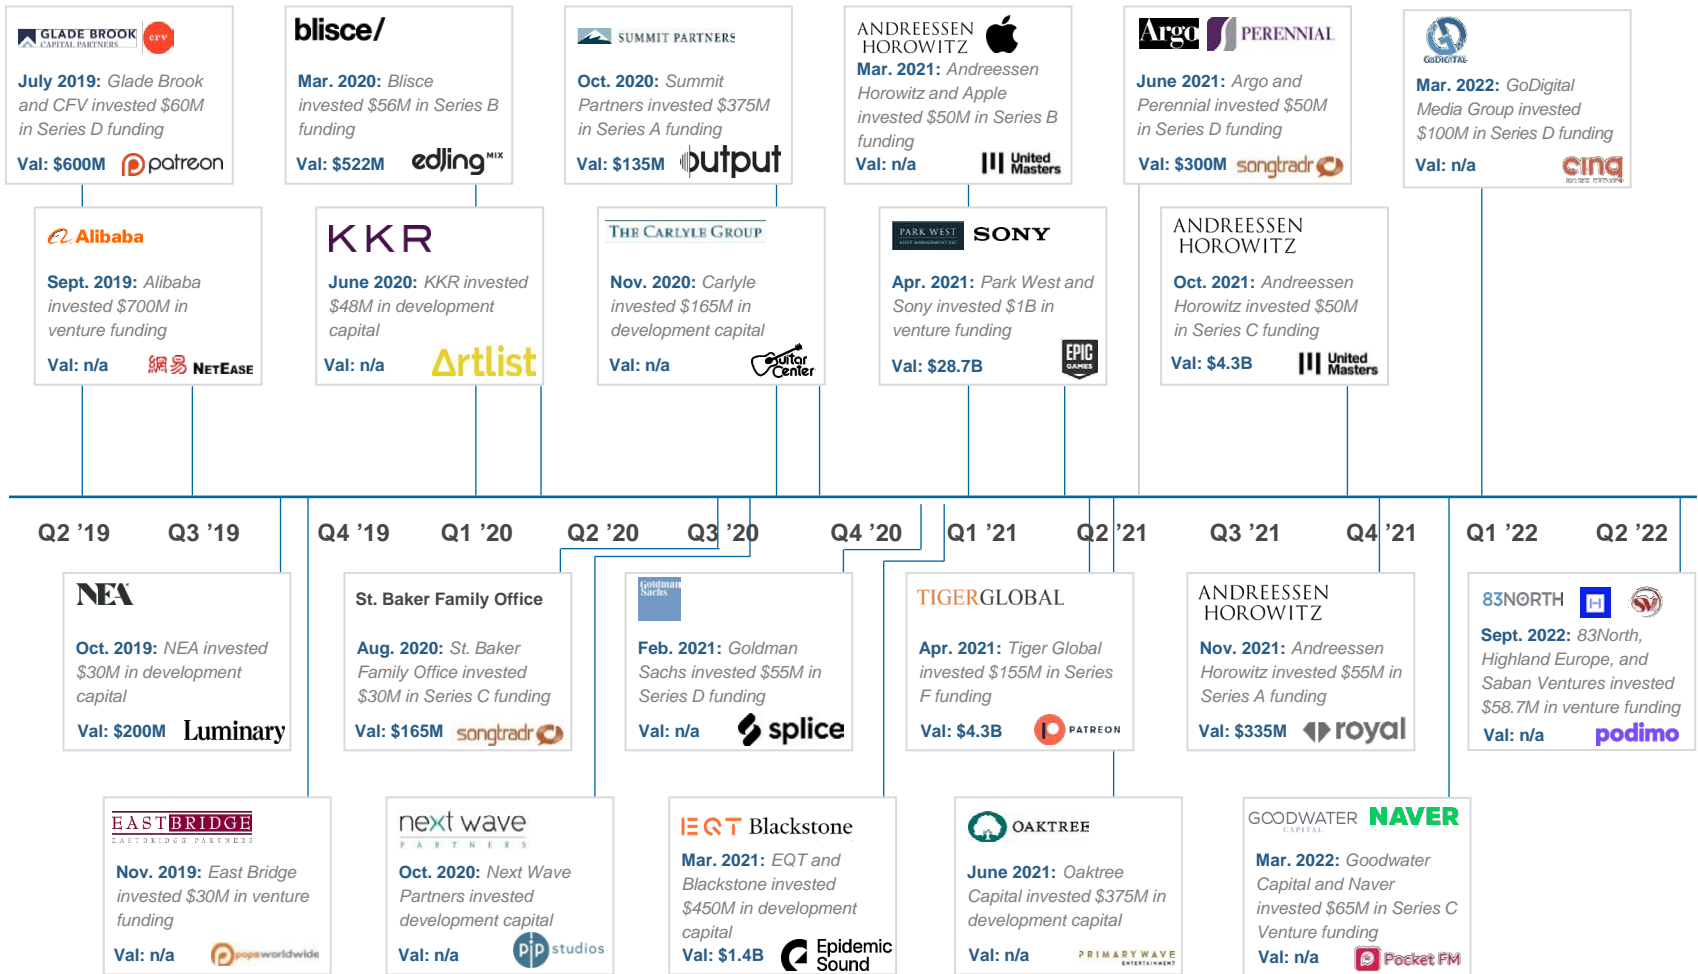 GLADE BROOK
CAPITAL PARTNERS
crv
July 2019: Glade Brook
and CFV invested $60M
in Series D funding
Val: $600M
patreon
blisce/
Mar. 2020: Blisce
invested $56M in Series B
funding
Val: $522M
edjing MIX
SUMMIT PARTNERS
Oct. 2020: Summit
Partners invested $375M
in Series A funding
Val: $135M
output
ANDREESSEN
HOROWITZ
Mar. 2021: Andreessen
Horowitz and Apple
invested $50M in Series B
funding
Val: n/a
United
Masters
Argo
PERENNIAL
June 2021: Argo and
Perennial invested $50M
in Series D funding
Val: $300M
songtradr
GoDIGITAL
Mar. 2022: GoDigital
Media Group invested
$100M in Series D funding
Val: n/a
cinq
Alibaba
Sept. 2019: Alibaba
invested $700M in
venture funding
Val: n/a
網易 NETEASE
KKR
June 2020: KKR invested
$48M in development
capital
Val: n/a
Artlist
THE CARLYLE GROUP
Nov. 2020: Carlyle
invested $165M in
development capital
Val: n/a
Guitar
Center
PARK WEST
ASSET MANAGEMENT LLC
SONY
Apr. 2021: Park West and
Sony invested $1B in
venture funding
Val: $28.7B
EPIC
GAMES
ANDREESSEN
HOROWITZ
Oct. 2021: Andreessen
Horowitz invested $50M
in Series C funding
Val: $4.3B
United
Masters
Q2 ’19
Q3 ’19
Q4 ’19
Q1 ’20
Q2 ’20
Q3 ’20
Q4 ’20
Q1 ’21
Q2 ’21
Q3 ’21
Q4 ’21
Q1 ’22
Q2 ’22
NEA
Oct. 2019: NEA invested
$30M in development
capital
Val: $200M
Luminary
St. Baker Family Office
Aug. 2020: St. Baker
Family Office invested
$30M in Series C funding
Val: $165M
songtradr
Goldman
Sachs
Feb. 2021: Goldman
Sachs invested $55M in
Series D funding
Val: n/a
splice
TIGERGLOBAL
Apr. 2021: Tiger Global
invested $155M in Series
F funding
Val: $4.3B
PATREON
ANDREESSEN
HOROWITZ
Nov. 2021: Andreessen
Horowitz invested $55M in
Series A funding
Val: $335M
royal
83NORTH
H
Sept. 2022: 83North,
Highland Europe, and
Saban Ventures invested
$58.7M in venture funding
Val: n/a
podimo
EASTBRIDGE
EASTBRIDGE PARTNERS
Nov. 2019: East Bridge
invested $30M in venture
funding
Val: n/a
popsworldwide
next wave
PARTNERS
Oct. 2020: Next Wave
Partners invested
development capital
Val: n/a
pip studios
EQT Blackstone
Mar. 2021: EQT and
Blackstone invested
$450M in development
capital
Val: $1.4B
Epidemic
Sound
OAKTREE
June 2021: Oaktree
Capital invested $375M in
development capital
Val: n/a
PRIMARY WAVE
ENTERTAINMENT
GOODWATER
CAPITAL
NAVER
Mar. 2022: Goodwater
Capital and Naver
invested $65M in Series C
Venture funding
Val: n/a
Pocket FM